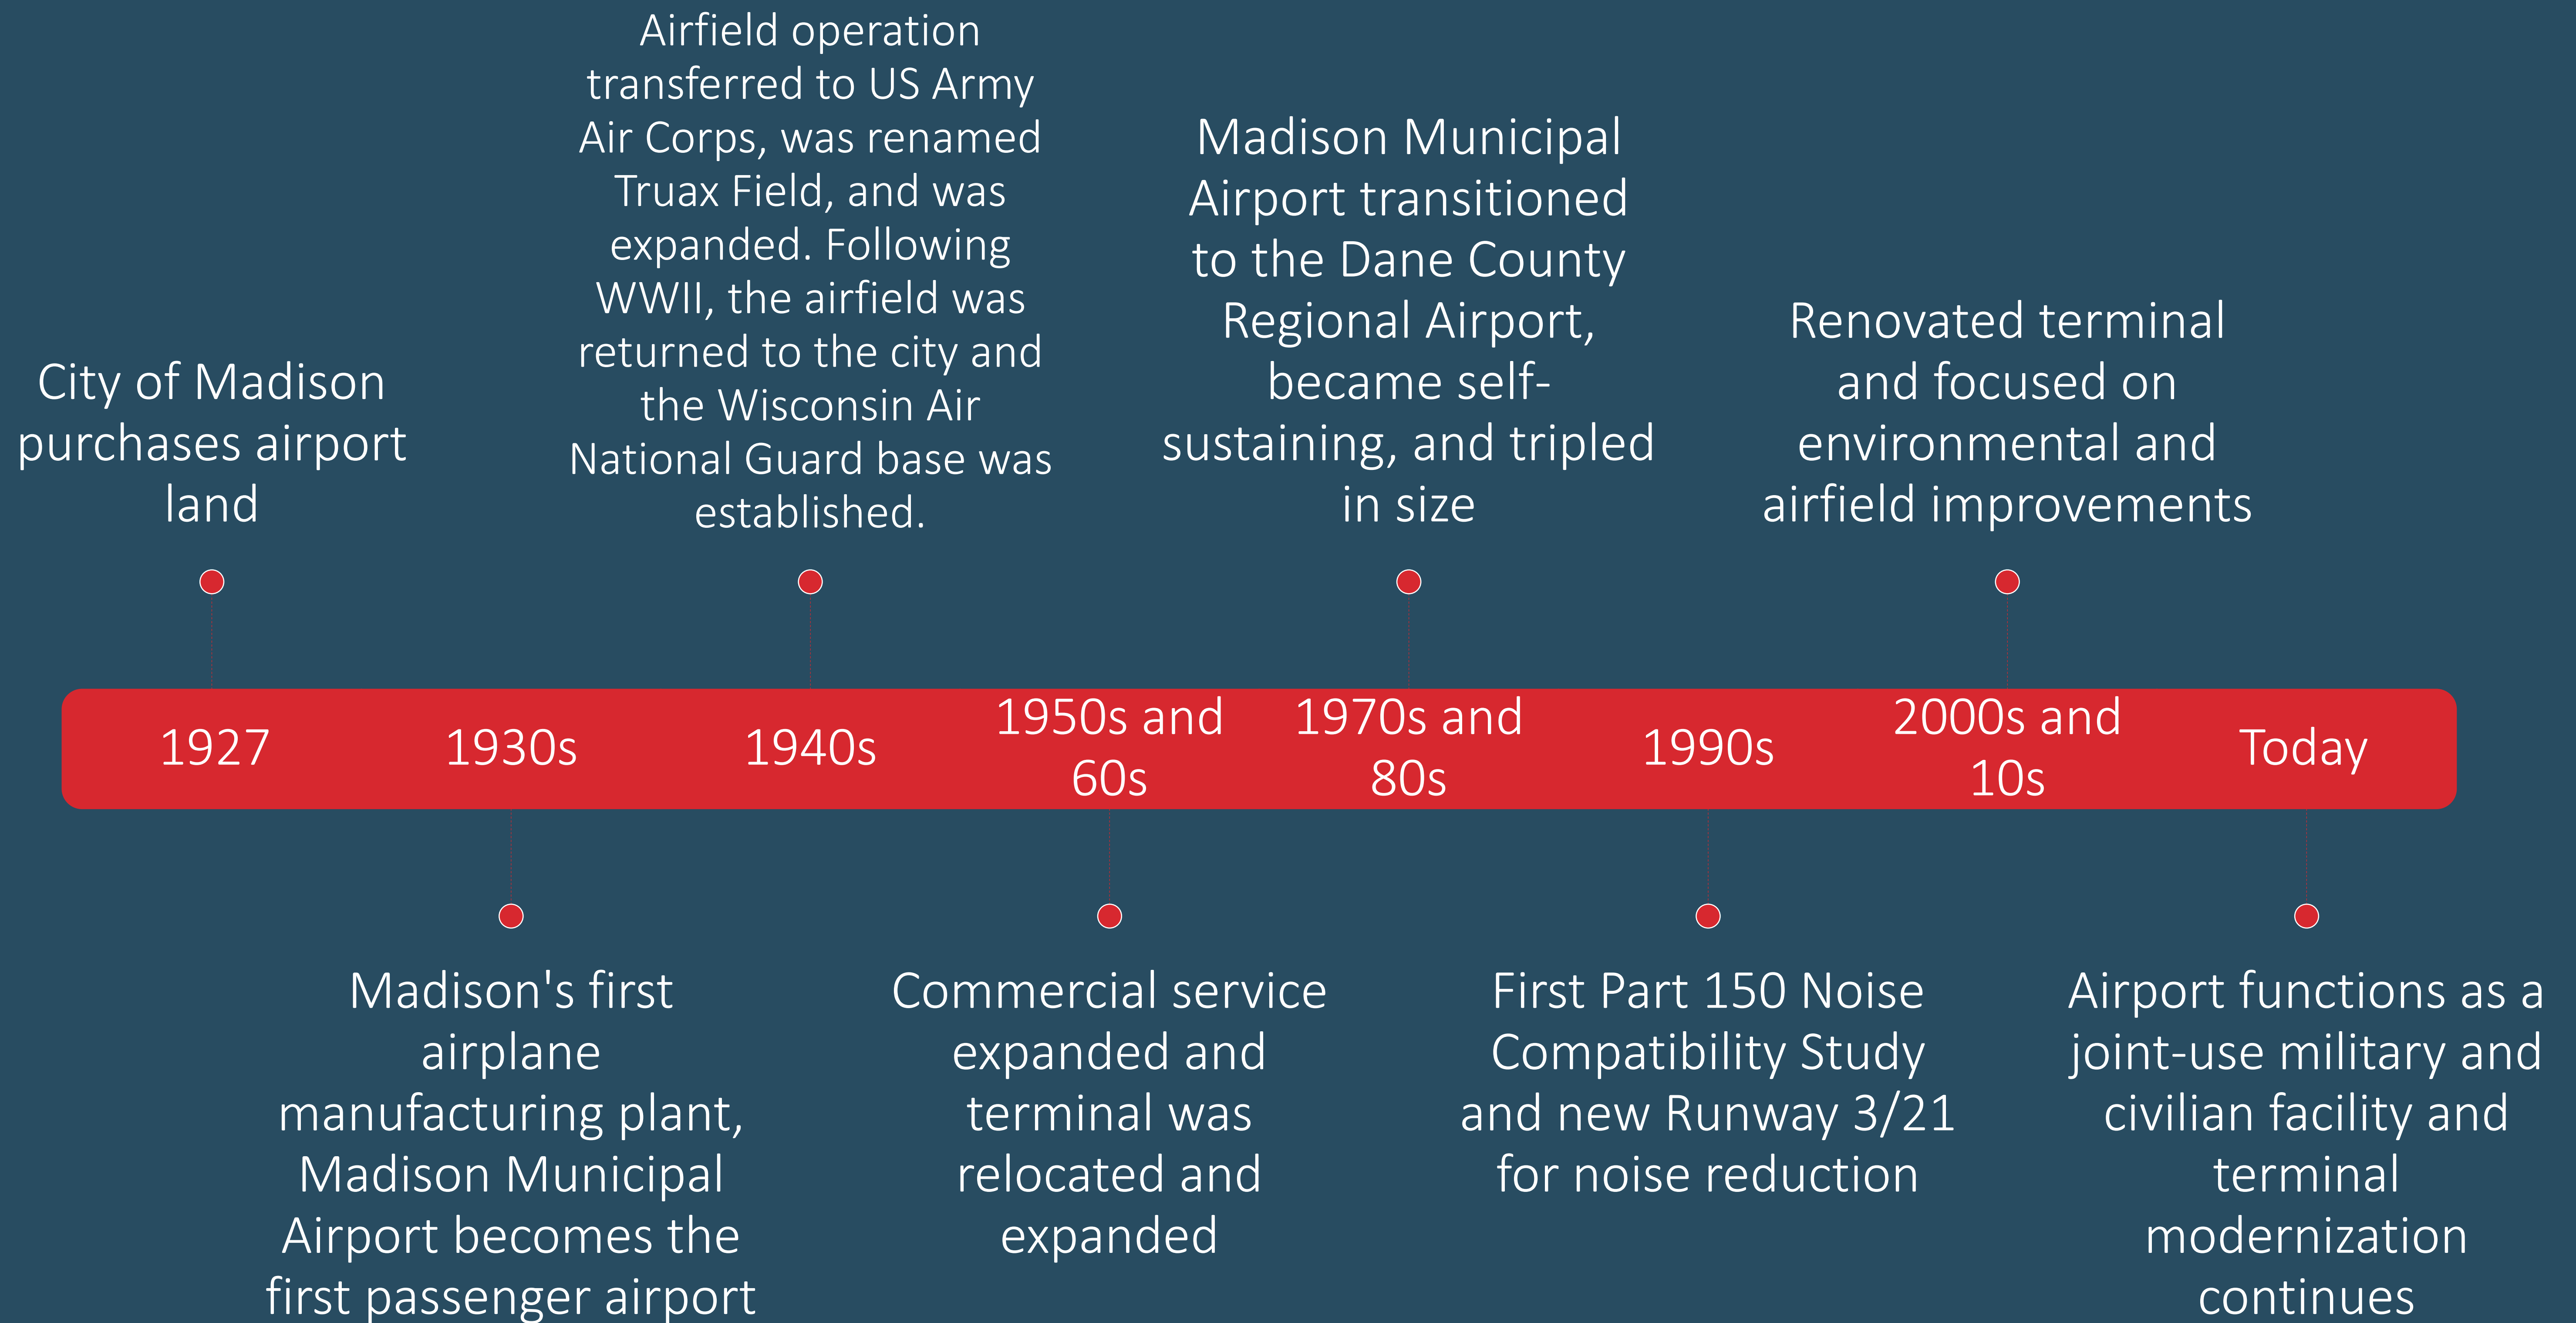 City of Madison
purchases airport
land
Airfield operation
transferred to US Army
Air Corps, was renamed
Truax Field, and was
expanded. Following
WWII, the airfield was
returned to the city and
the Wisconsin Air
National Guard base was
established.
Madison Municipal
Airport transitioned
to the Dane County
Regional Airport,
became self-
sustaining, and tripled
in size
Renovated terminal
and focused on
environmental and
airfield improvements
1927
1930s
1940s
1950s and
60s
1970s and
80s
1990s
2000s and
10s
Today
Madison's first
airplane
manufacturing plant,
Madison Municipal
Airport becomes the
first passenger airport
Commercial service
expanded and
terminal was
relocated and
expanded
First Part 150 Noise
Compatibility Study
and new Runway 3/21
for noise reduction
Airport functions as a
joint-use military and
civilian facility and
terminal
modernization
continues